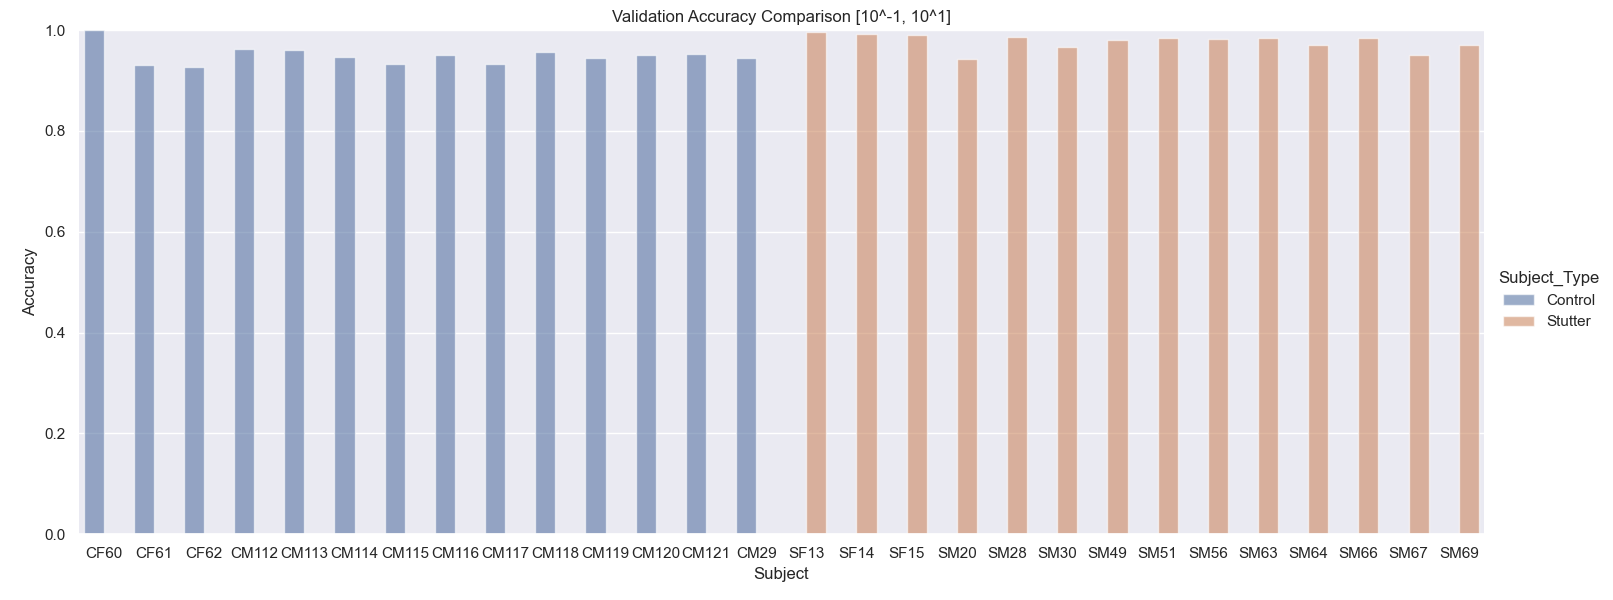 Validation Accuracy Comparison [10^-1, 10^1]
1.0
0.8
0.6
0.4
0.2
0.0
Accuracy
CF60 CF61 CF62 CM112 CM113 CM114 CM115 CM116 CM117 CM118 CM119 CM120 CM121 CM29 SF13 SF14 SF15 SM20 SM28 SM30 SM49 SM51 SM56 SM63 SM64 SM66 SM67 SM69
Subject
Subject_Type
Control
Stutter